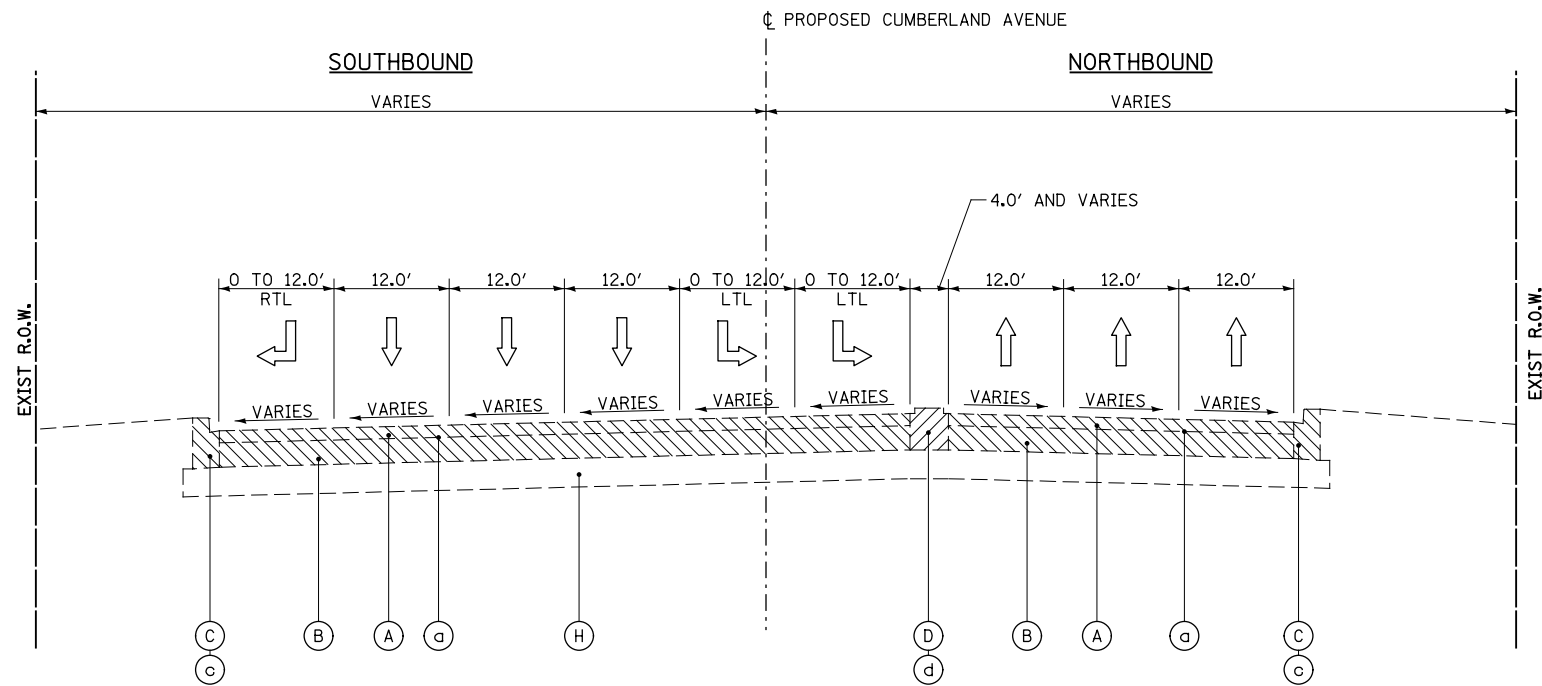 ℄ PROPOSED CUMBERLAND AVENUE
SOUTHBOUND
NORTHBOUND
VARIES
VARIES
4.0' AND VARIES
0 TO 12.0'
12.0'
12.0'
12.0'
0 TO 12.0'
0 TO 12.0'
12.0'
12.0'
12.0'
RTL
LTL
LTL
EXIST R.O.W.
EXIST R.O.W.
VARIES
VARIES
VARIES
VARIES
VARIES
VARIES
VARIES
VARIES
VARIES
C
B
A
a
H
D
B
A
a
C
c
d
c